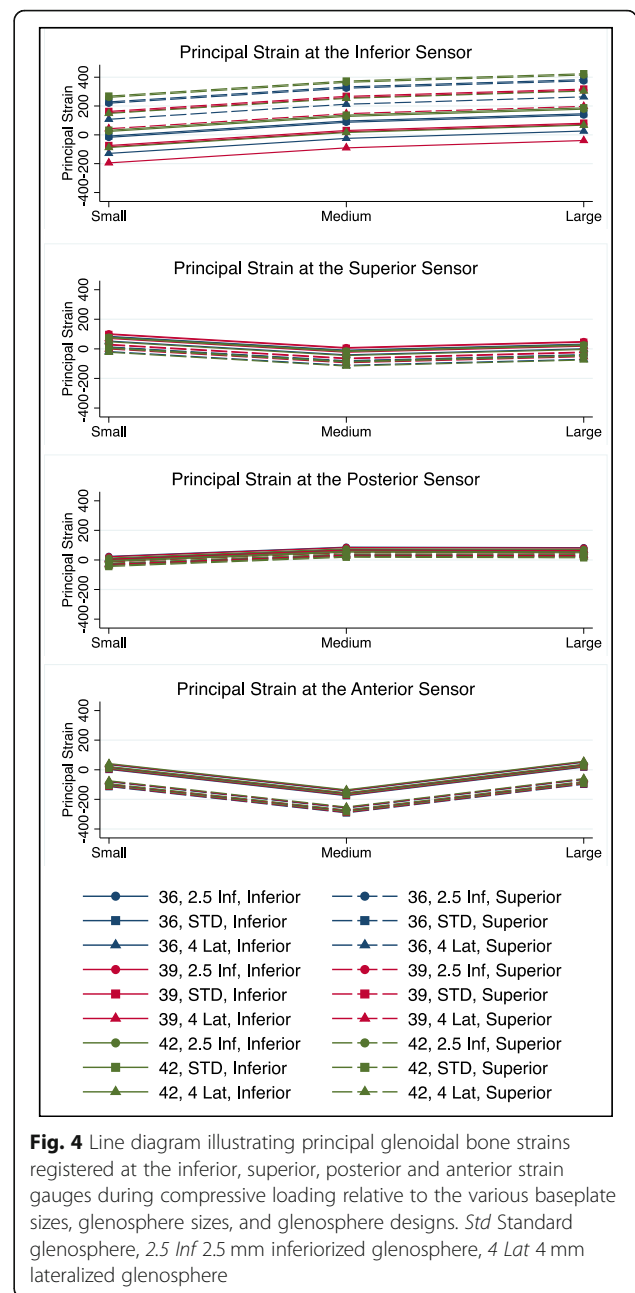 Principal Strain at the Inferior Sensor
Principal Strain
400
200
0
-200
-400
Small Medium Large
Principal Strain at the Superior Sensor
Principal Strain
400
200
0
-200
-400
Small Medium Large
Principal Strain at the Posterior Sensor
Principal Strain
400
200
0
-200
-400
Small Medium Large
Principal Strain at the Anterior Sensor
Principal Strain
400
200
0
-200
-400
Small Medium Large
36, 2.5 Inf, Inferior 36, 2.5 Inf, Superior
36, STD, Inferior 36, STD, Superior
36, 4 Lat, Inferior 36, 4 Lat, Superior
39, 2.5 Inf, Inferior 39, 2.5 Inf, Superior
39, STD, Inferior 39, STD, Superior
39, 4 Lat, Inferior 39, 4 Lat, Superior
42, 2.5 Inf, Inferior 42, 2.5 Inf, Superior
42, STD, Inferior 42, STD, Superior
42, 4 Lat, Inferior 42, 4 Lat, Superior
Fig. 4 Line diagram illustrating principal glenoidal bone strains
registered at the inferior, superior, posterior and anterior strain
gauges during compressive loading relative to the various baseplate
sizes, glenosphere sizes, and glenosphere designs. Std Standard
glenosphere, 2.5 Inf 2.5 mm inferiorized glenosphere, 4 Lat 4 mm
lateralized glenosphere